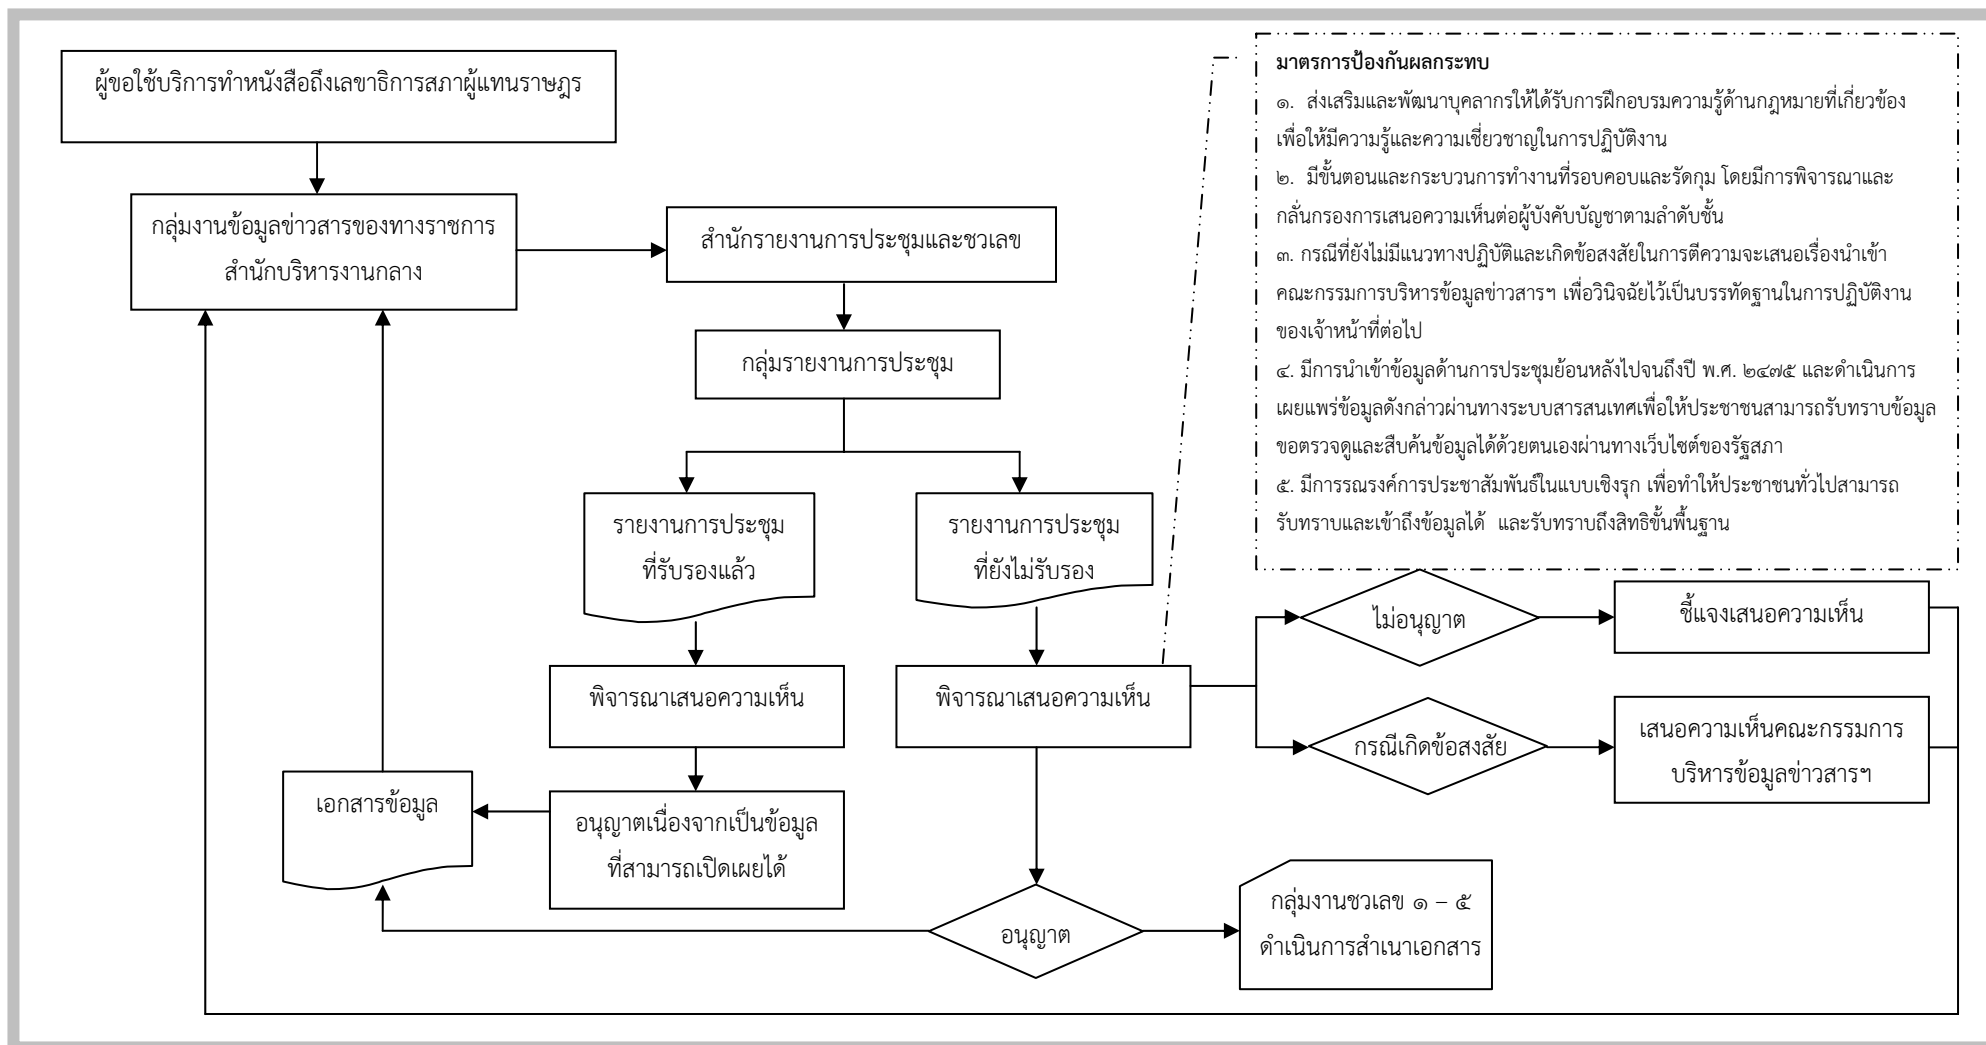 ผู้ขอใช้บริการทำหนังสือถึงเลขาธิการสภาผู้แทนราษฎร
กลุ่มงานข้อมูลข่าวสารของทางราชการ
สำนักบริหารงานกลาง
สำนักรายงานการประชุมและชวเลข
กลุ่มรายงานการประชุม
รายงานการประชุม
ที่รับรองแล้ว
รายงานการประชุม
ที่ยังไม่รับรอง
พิจารณาเสนอความเห็น
พิจารณาเสนอความเห็น
อนุญาตเนื่องจากเป็นข้อมูล
ที่สามารถเปิดเผยได้
เอกสารข้อมูล
อนุญาต
กลุ่มงานชวเลข ๑ – ๕
ดำเนินการสำเนาเอกสาร
ไม่อนุญาต
ชี้แจงเสนอความเห็น
กรณีเกิดข้อสงสัย
เสนอความเห็นคณะกรรมการ
บริหารข้อมูลข่าวสารฯ
มาตรการป้องกันผลกระทบ
๑. ส่งเสริมและพัฒนาบุคลากรให้ได้รับการฝึกอบรมความรู้ด้านกฎหมายที่เกี่ยวข้อง
เพื่อให้มีความรู้และความเชี่ยวชาญในการปฏิบัติงาน
๒. มีขั้นตอนและกระบวนการทำงานที่รอบคอบและรัดกุม โดยมีการพิจารณาและ
กลั่นกรองการเสนอความเห็นต่อผู้บังคับบัญชาตามลำดับชั้น
๓. กรณีที่ยังไม่มีแนวทางปฏิบัติและเกิดข้อสงสัยในการตีความจะเสนอเรื่องนำเข้า
คณะกรรมการบริหารข้อมูลข่าวสารฯ เพื่อวินิจฉัยไว้เป็นบรรทัดฐานในการปฏิบัติงาน
ของเจ้าหน้าที่ต่อไป
๔. มีการนำเข้าข้อมูลด้านการประชุมย้อนหลังไปจนถึงปี พ.ศ. ๒๔๗๕ และดำเนินการ
เผยแพร่ข้อมูลดังกล่าวผ่านทางระบบสารสนเทศเพื่อให้ประชาชนสามารถรับทราบข้อมูล
ขอตรวจดูและสืบค้นข้อมูลได้ด้วยตนเองผ่านทางเว็บไซต์ของรัฐสภา
๕. มีการรณรงค์การประชาสัมพันธ์ในแบบเชิงรุก เพื่อทำให้ประชาชนทั่วไปสามารถ
รับทราบและเข้าถึงข้อมูลได้ และรับทราบถึงสิทธิขั้นพื้นฐาน